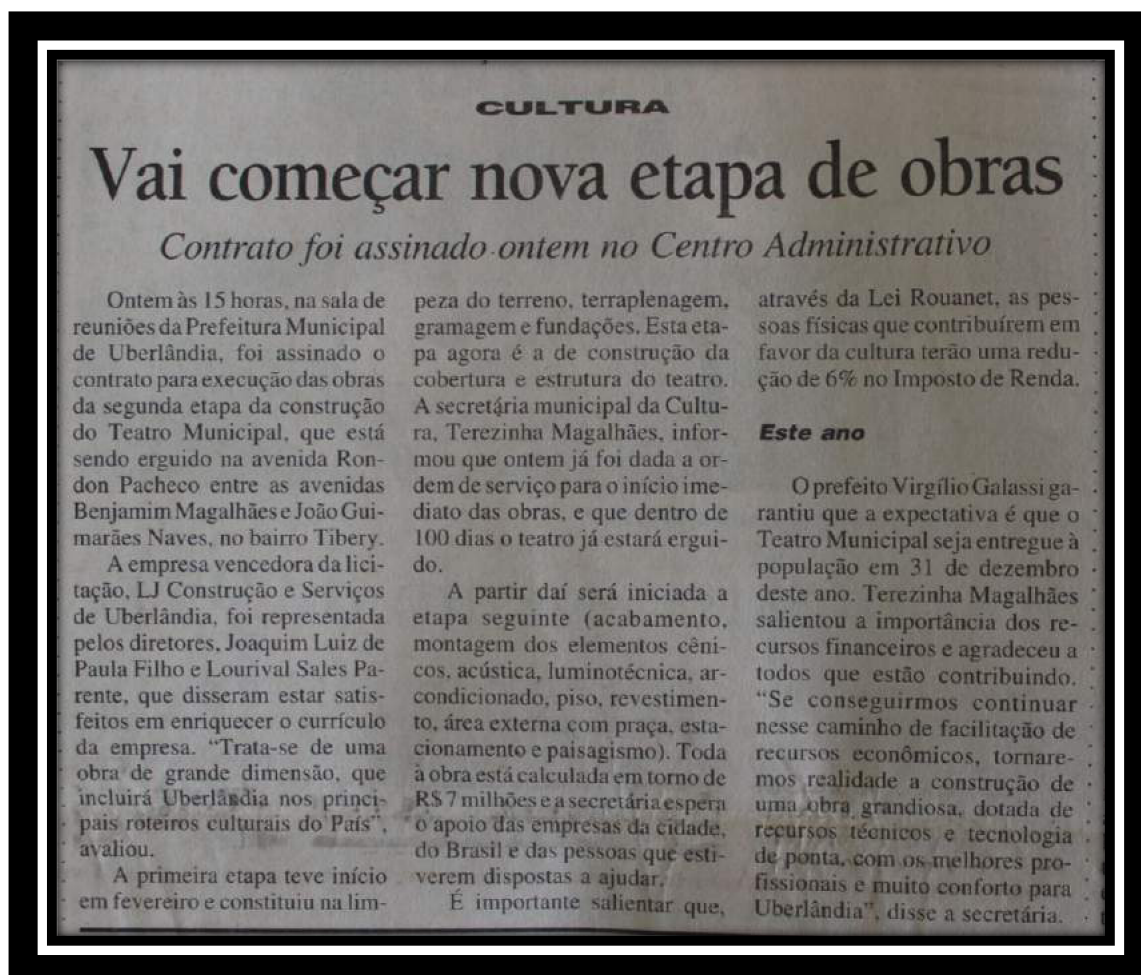 CULTURA
Vai começar nova etapa de obras
Contrato foi assinado ontem no Centro Administrativo
Ontem às 15 horas, na sala de
reuniões da Prefeitura Municipal
de Uberlândia, foi assinado o
contrato para execução das obras
da segunda etapa da construção
do Teatro Municipal, que está
sendo erguido na avenida Ron-
don Pacheco entre as avenidas
Benjamim Magalhães e João Gui-
marães Naves, no bairro Tibery.
A empresa vencedora da lici-
tação, LJ Construção e Serviços
de Uberlândia, foi representada
pelos diretores, Joaquim Luiz de
Paula Filho e Lourival Sales Pa-
rente, que disseram estar satis-
feitos em enriquecer o currículo
da empresa. “Trata-se de uma
obra de grande dimensão, que
incluirá Uberlândia nos princi-
pais roteiros culturais do País”,
avaliou.
A primeira etapa teve início
em fevereiro e constituiu na lim-
peza do terreno, terraplenagem,
gramagem e fundações. Esta eta-
pa agora é a de construção da
cobertura e estrutura do teatro.
A secretária municipal da Cultu-
ra, Terezinha Magalhães, infor-
mou que ontem já foi dada a or-
dem de serviço para o início ime-
diato das obras, e que dentro de
100 dias o teatro já estará ergui-
do.
A partir daí será iniciada a
etapa seguinte (acabamento,
montagem dos elementos cêni-
cos, acústica, luminotécnica, ar-
condicionado, piso, revestimen-
to, área externa com praça, esta-
cionamento e paisagismo). Toda
à obra está calculada em torno de
R$ 7 milhões e a secretária espera
o apoio das empresas da cidade,
do Brasil e das pessoas que esti-
verem dispostas a ajudar.
É importante salientar que,
através da Lei Rouanet, as pes-
soas físicas que contribuírem em
favor da cultura terão uma redu-
ção de 6% no Imposto de Renda.
Este ano
O prefeito Virgílio Galassi ga-
rantiu que a expectativa é que o
Teatro Municipal seja entregue à
população em 31 de dezembro
deste ano. Terezinha Magalhães
salientou a importância dos re-
cursos financeiros e agradeceu a
todos que estão contribuindo.
“Se conseguirmos continuar
nesse caminho de facilitação de
recursos econômicos, tornare-
mos realidade a construção de
uma obra grandiosa, dotada de
recursos técnicos e tecnologia
de ponta, com os melhores pro-
fissionais e muito conforto para
Uberlândia”, disse a secretária.